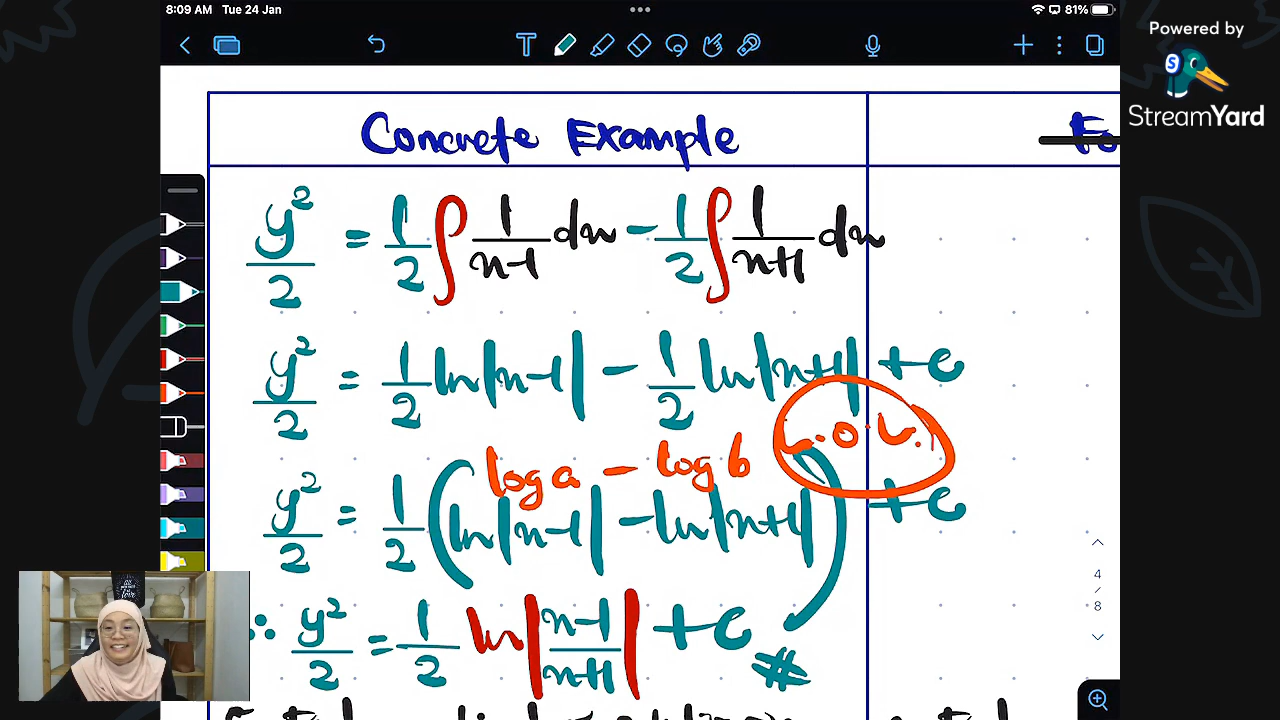 8:09 AM Tue 24 Jan
81%
Powered by
StreamYard
Concrete Example
y²/2 = 1/2 ∫ 1/(x-1) dx - 1/2 ∫ 1/(x+1) dx
y²/2 = 1/2 ln|x-1| - 1/2 ln|x+1| + c
L.O.L.
log a - log b
y²/2 = 1/2 (ln|x-1| - ln|x+1|) + c
∴ y²/2 = 1/2 ln|(x-1)/(x+1)| + c #
4
/
8